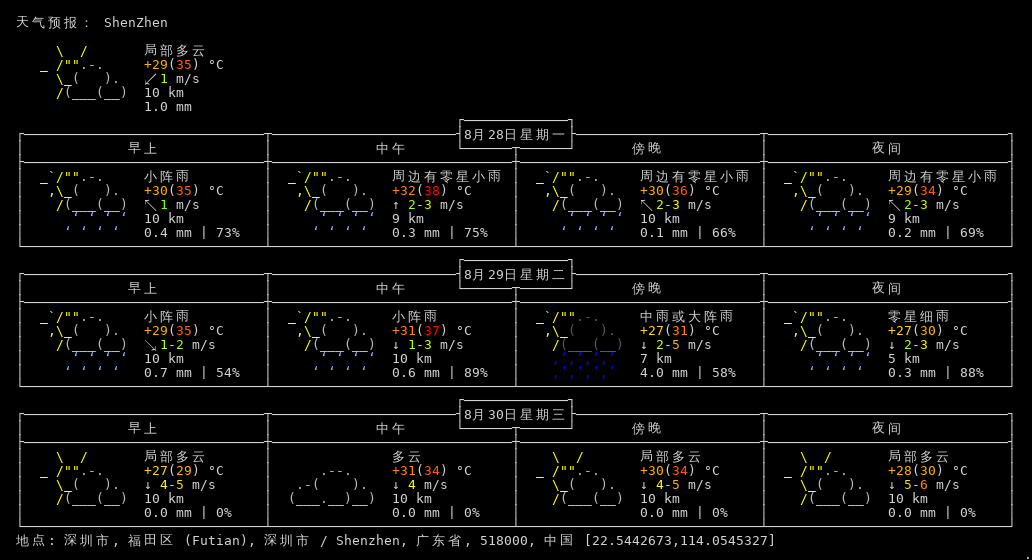 天气预报： ShenZhen
局部多云
+29(35) °C
↙ 1 m/s
10 km
1.0 mm
8月28日星期一
早上 中午 傍晚 夜间
小阵雨 周边有零星小雨 周边有零星小雨 周边有零星小雨
+30(35) °C +32(38) °C +30(36) °C +29(34) °C
↖ 1 m/s ↑ 2-3 m/s ↖ 2-3 m/s ↖ 2-3 m/s
10 km 9 km 10 km 9 km
0.4 mm | 73% 0.3 mm | 75% 0.1 mm | 66% 0.2 mm | 69%
8月29日星期二
早上 中午 傍晚 夜间
小阵雨 小阵雨 中雨或大阵雨 零星细雨
+29(35) °C +31(37) °C +27(31) °C +27(30) °C
↘ 1-2 m/s ↓ 1-3 m/s ↓ 2-5 m/s ↓ 2-3 m/s
10 km 10 km 7 km 5 km
0.7 mm | 54% 0.6 mm | 89% 4.0 mm | 58% 0.3 mm | 88%
8月30日星期三
早上 中午 傍晚 夜间
局部多云 多云 局部多云 局部多云
+27(29) °C +31(34) °C +30(34) °C +28(30) °C
↓ 4-5 m/s ↓ 4 m/s ↓ 4-5 m/s ↓ 5-6 m/s
10 km 10 km 10 km 10 km
0.0 mm | 0% 0.0 mm | 0% 0.0 mm | 0% 0.0 mm | 0%
地点: 深圳市, 福田区 (Futian), 深圳市 / Shenzhen, 广东省, 518000, 中国 [22.5442673,114.0545327]